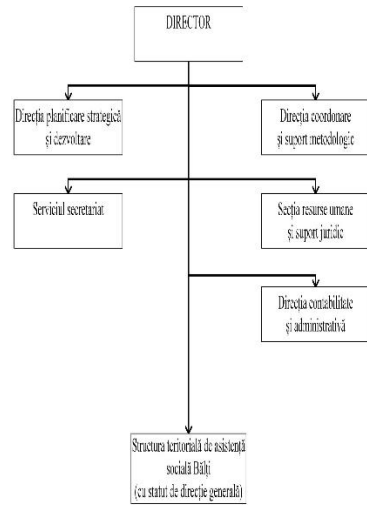 DIRECTOR
Direcția planificare strategică
și dezvoltare
Direcția coordonare
și suport metodologic
Serviciul secretariat
Secția resurse umane
și suport juridic
Direcția contabilitate
și administrativă
Structura teritorială de asistență
socială Bălți
(cu statut de direcție generală)